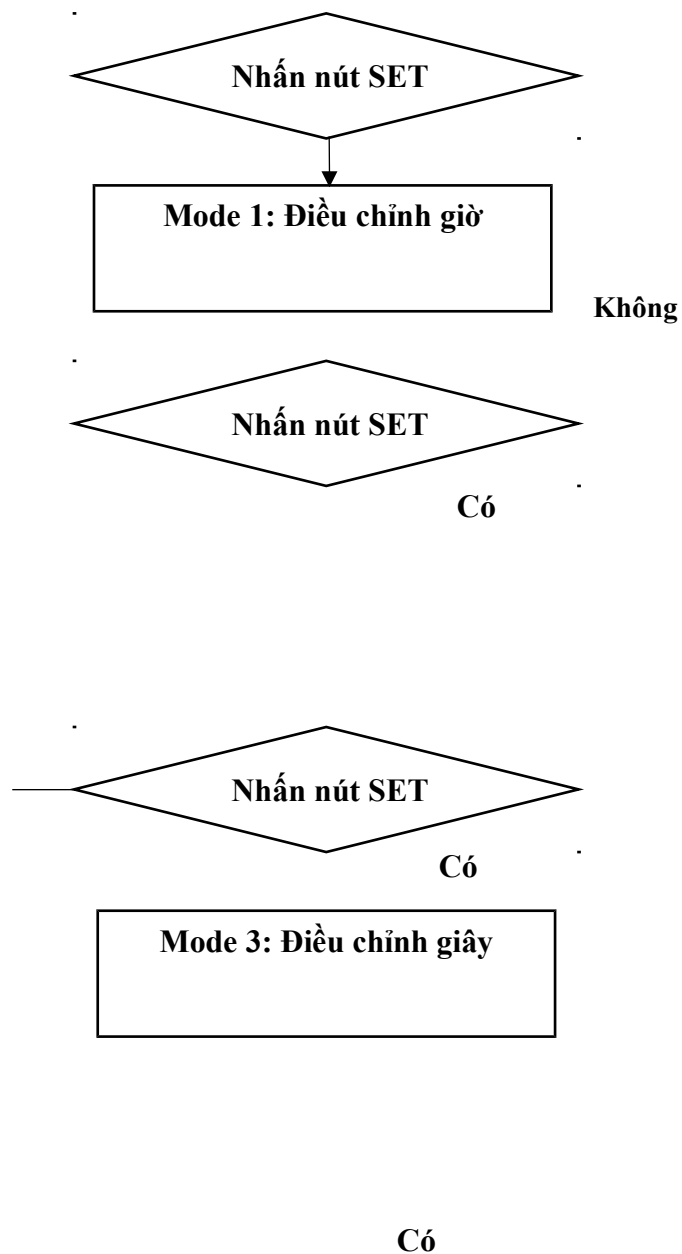 Nhấn nút SET
Mode 1: Điều chỉnh giờ
Không
Nhấn nút SET
Có
Nhấn nút SET
Có
Mode 3: Điều chỉnh giây
Có